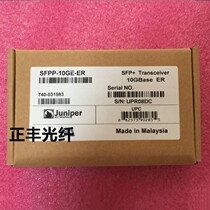 SFPP-10GE-ER
SFP+ Transceiver
10GBase ER
740-031983
Serial NO.
S/N: UPR08DC
Juniper
UPC
Made in Malaysia
正丰光纤